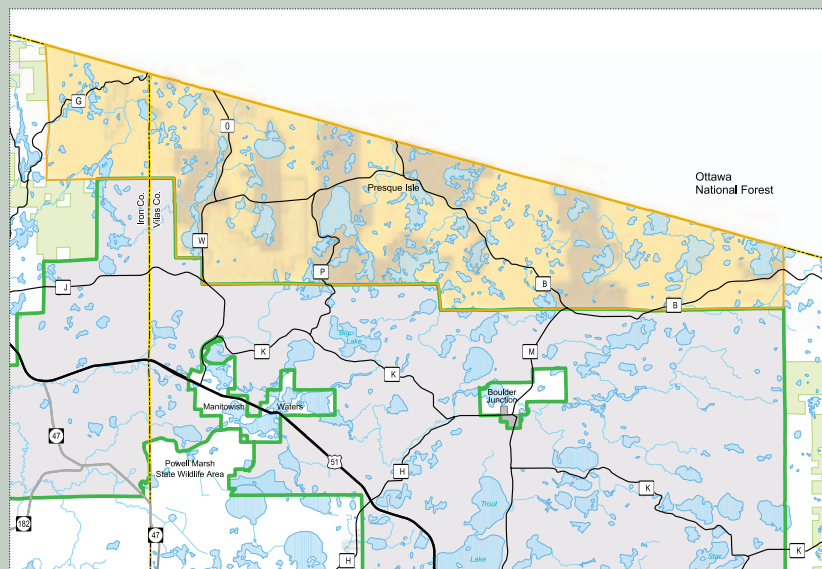 G
O
Ottawa
National Forest
Presque Isle
Iron Co.
Vilas Co.
W
P
J
B
B
Big
Lake
K
M
K
Boulder
Junction
Manitowish
Waters
47
51
Powell Marsh
State Wildlife Area
H
K
Trout
182
47
H
Lake
Star
K